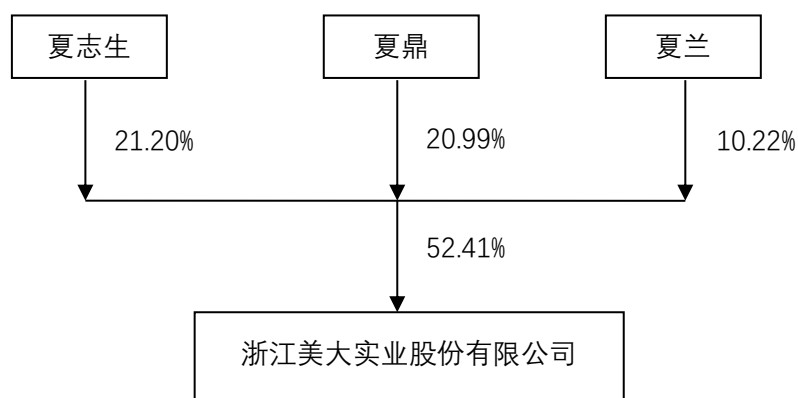 夏志生
夏鼎
夏兰
21.20%
20.99%
10.22%
52.41%
浙江美大实业股份有限公司